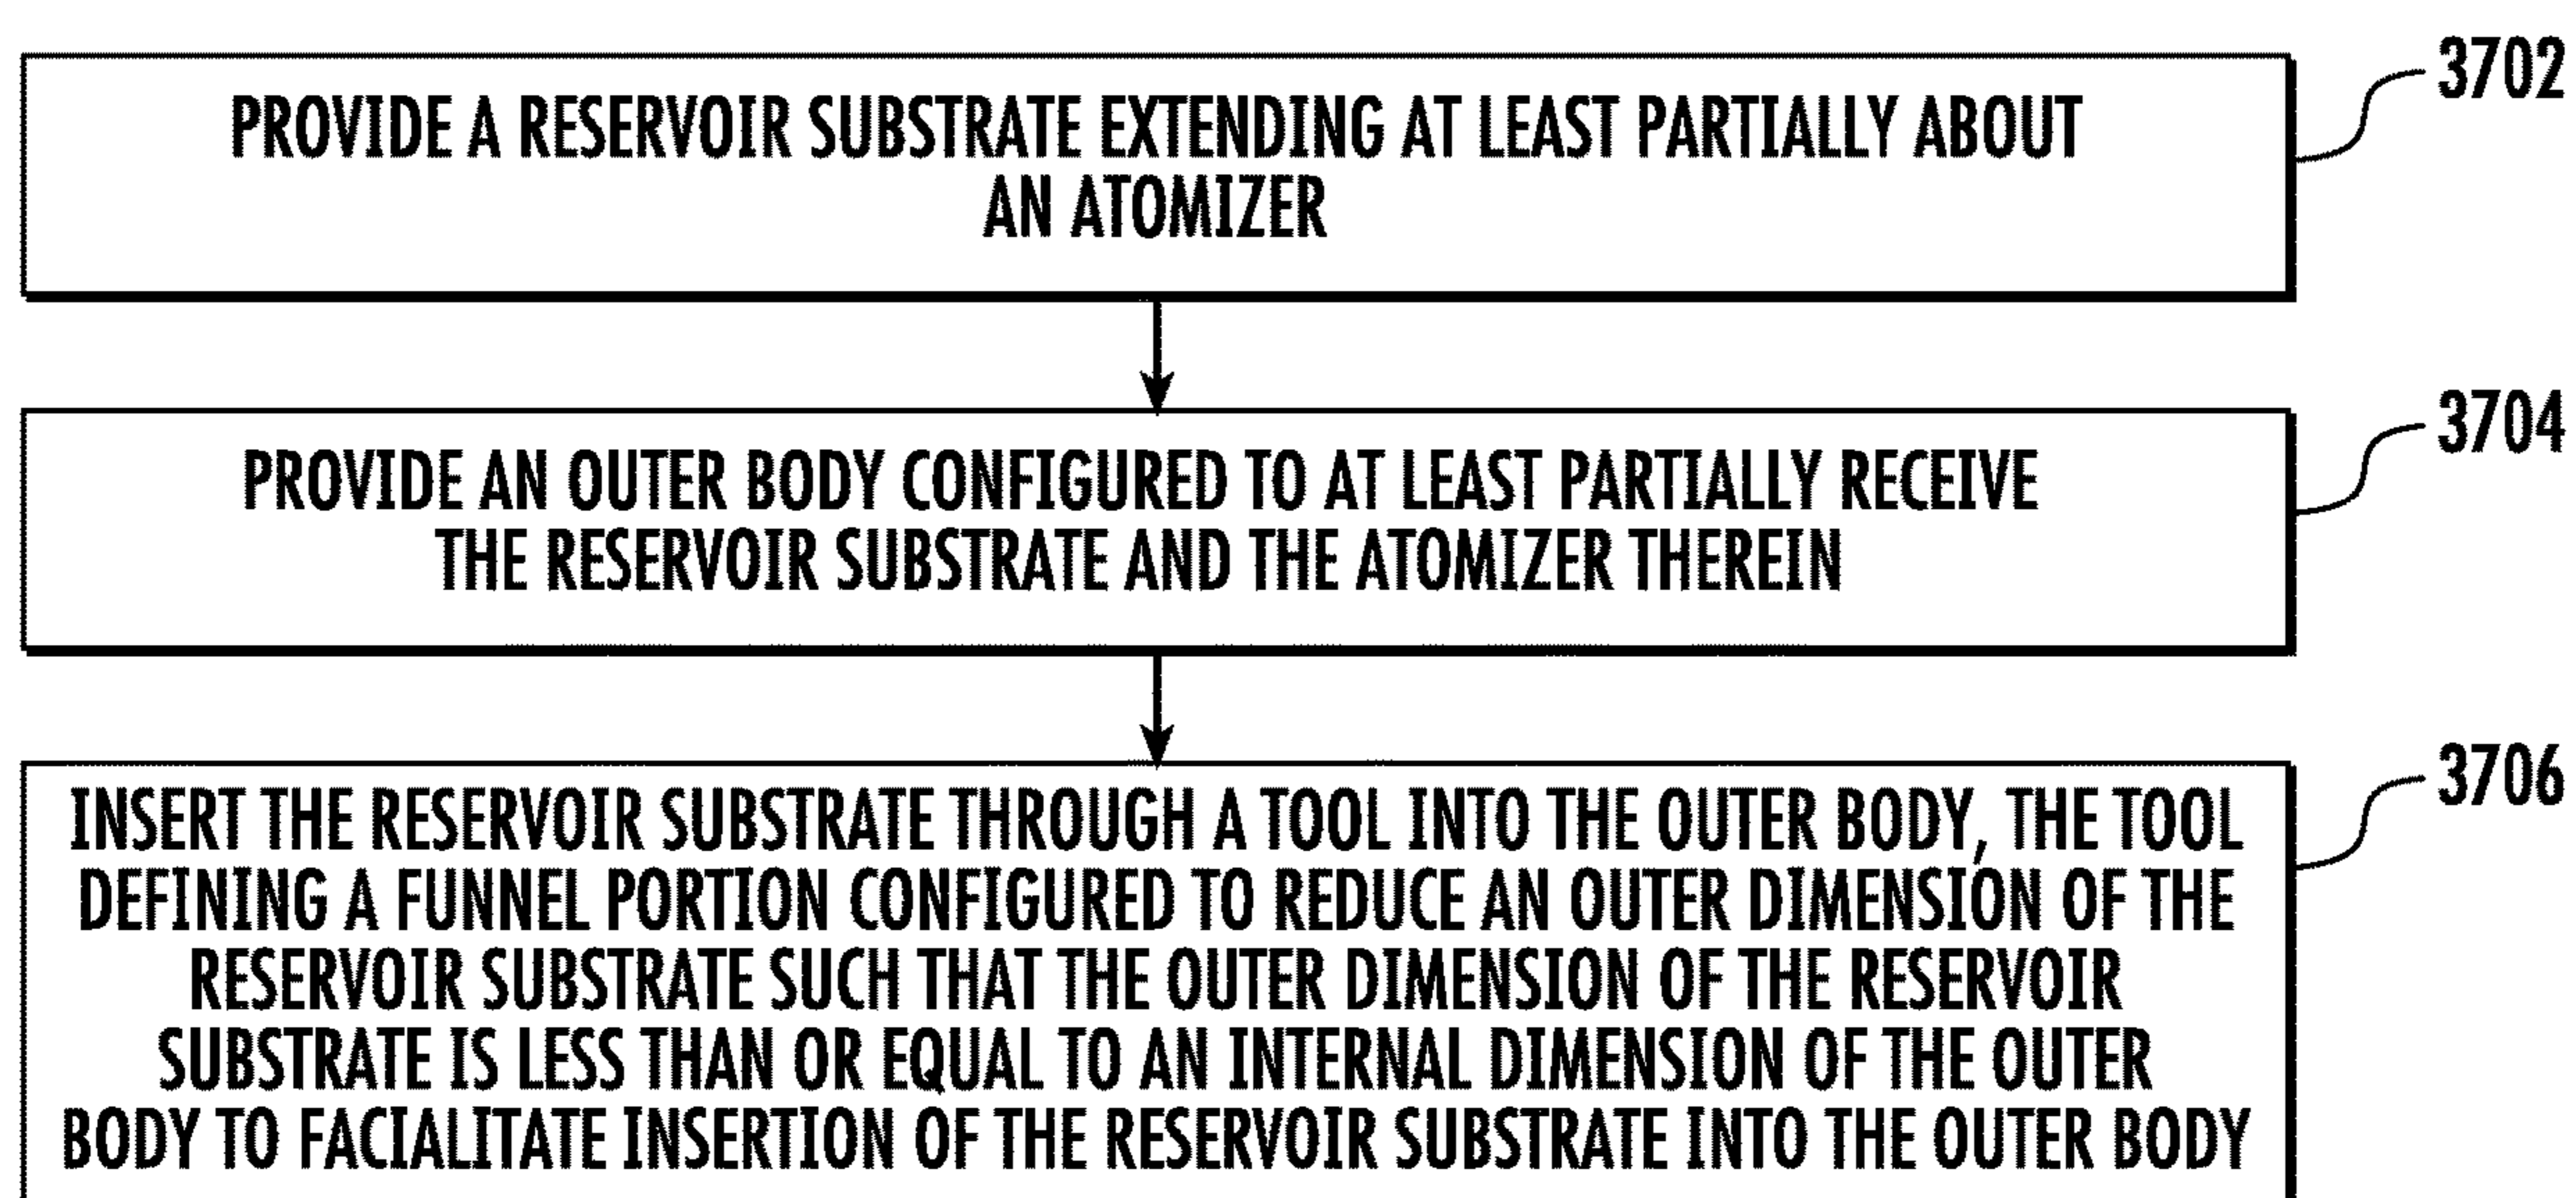 PROVIDE A RESERVOIR SUBSTRATE EXTENDING AT LEAST PARTIALLY ABOUT
AN ATOMIZER
3702
PROVIDE AN OUTER BODY CONFIGURED TO AT LEAST PARTIALLY RECEIVE
THE RESERVOIR SUBSTRATE AND THE ATOMIZER THEREIN
3704
INSERT THE RESERVOIR SUBSTRATE THROUGH A TOOL INTO THE OUTER BODY, THE TOOL
DEFINING A FUNNEL PORTION CONFIGURED TO REDUCE AN OUTER DIMENSION OF THE
RESERVOIR SUBSTRATE SUCH THAT THE OUTER DIMENSION OF THE RESERVOIR
SUBSTRATE IS LESS THAN OR EQUAL TO AN INTERNAL DIMENSION OF THE OUTER
BODY TO FACIALITATE INSERTION OF THE RESERVOIR SUBSTRATE INTO THE OUTER BODY
3706